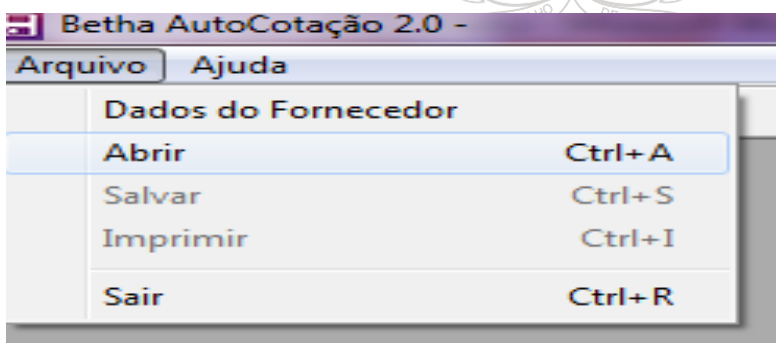 Betha AutoCotação 2.0 -
Arquivo Ajuda
Dados do Fornecedor
Abrir Ctrl+A
Salvar Ctrl+S
Imprimir Ctrl+I
Sair Ctrl+R